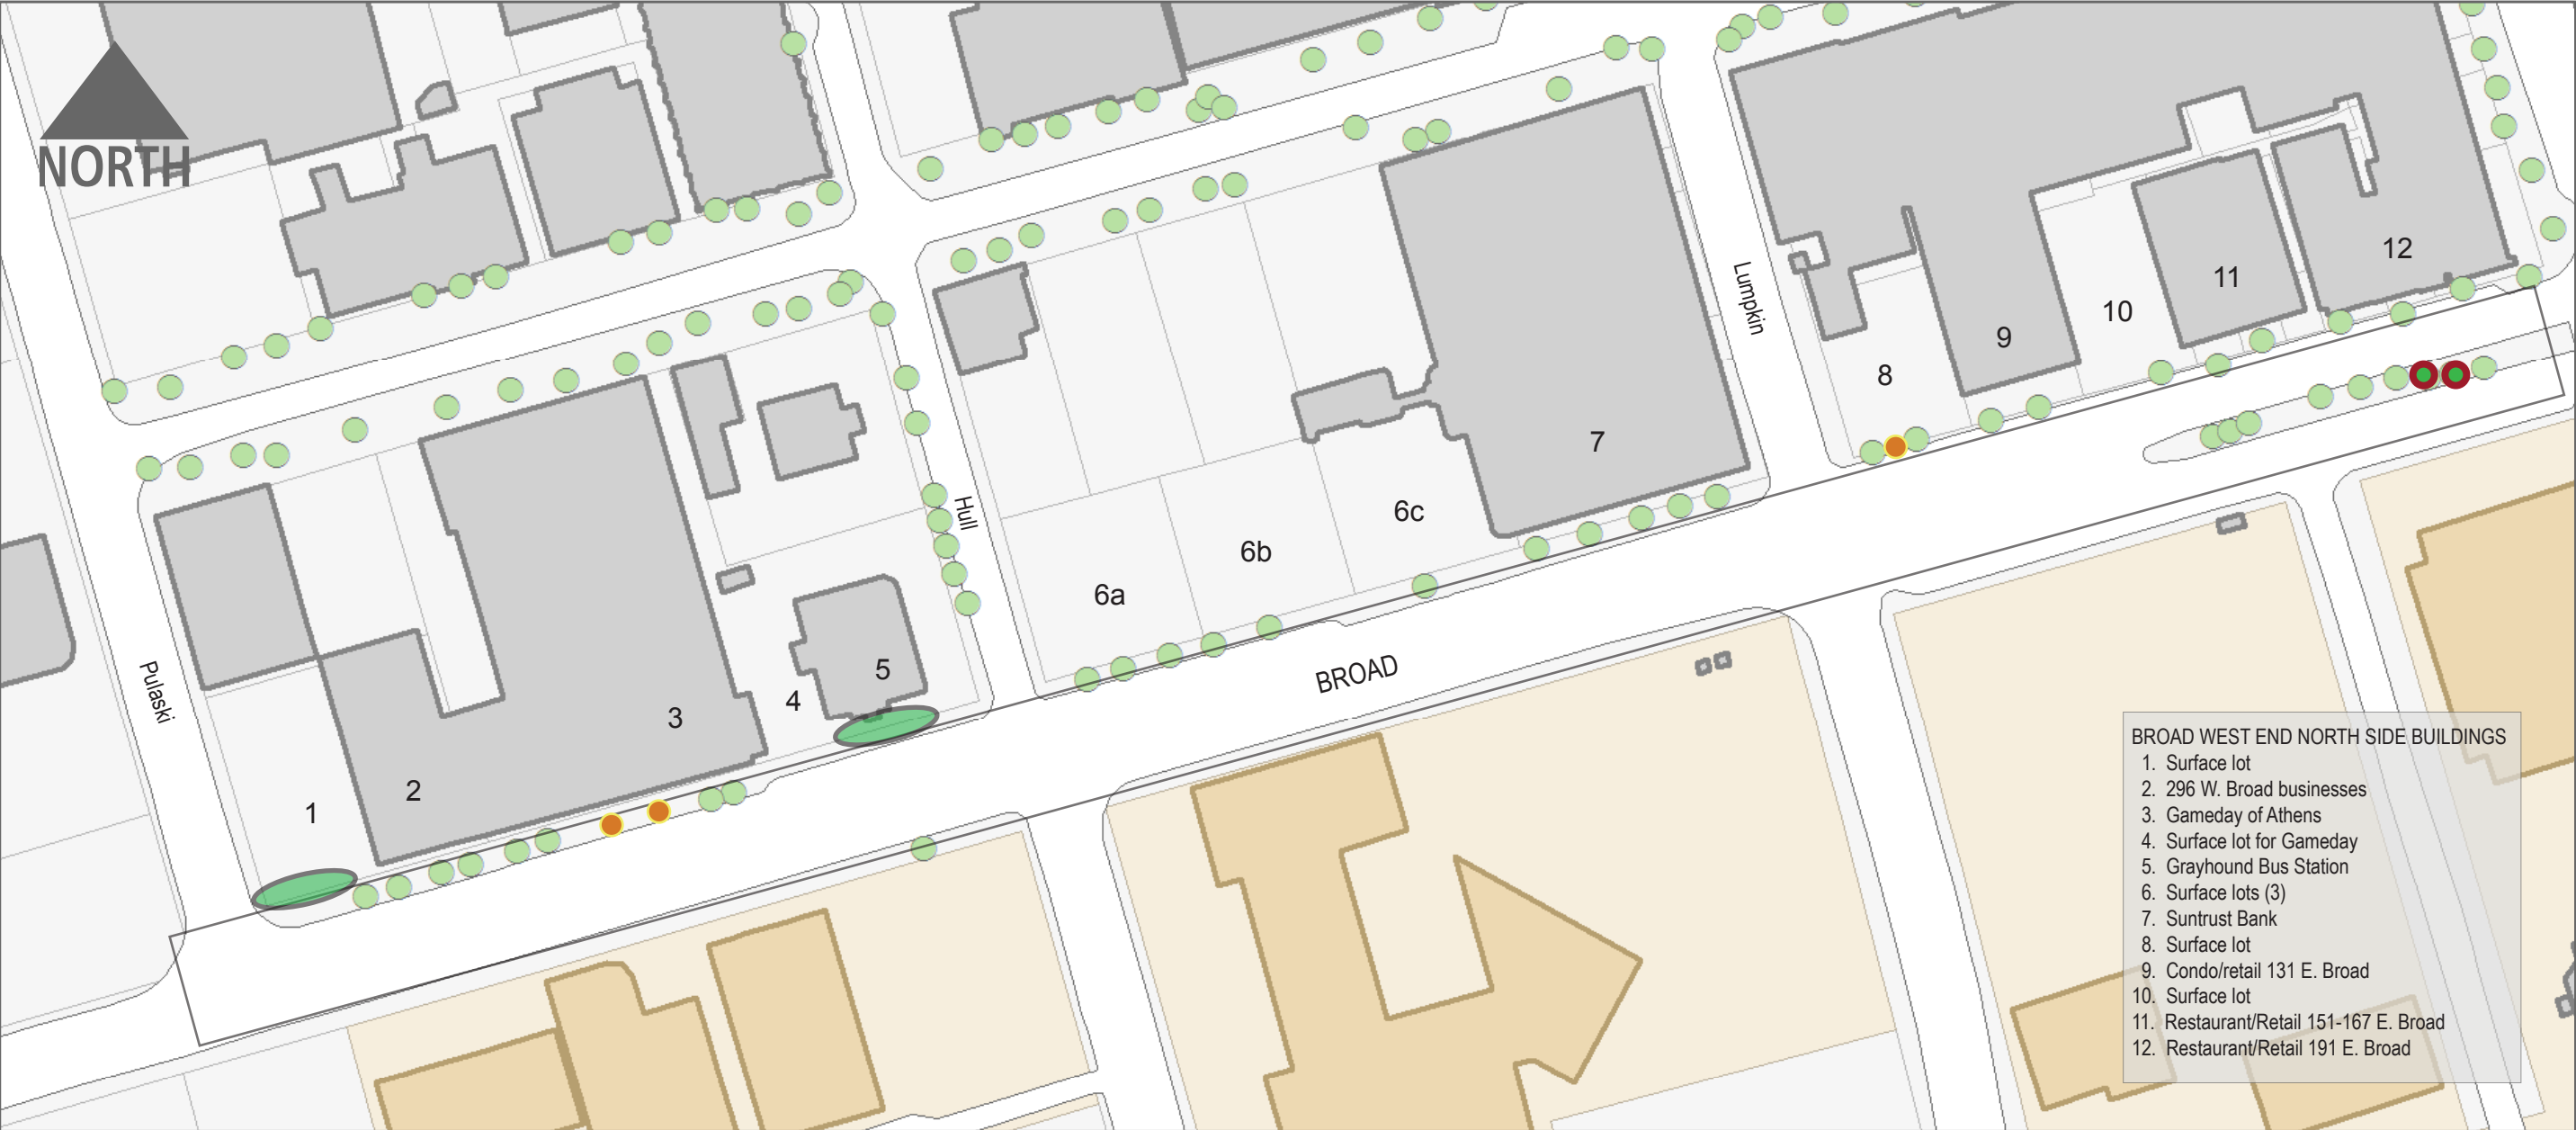 NORTH
Pulaski
Hull
Lumpkin
BROAD
1
2
3
4
5
6a
6b
6c
7
8
9
10
11
12
BROAD WEST END NORTH SIDE BUILDINGS
1. Surface lot
2. 296 W. Broad businesses
3. Gameday of Athens
4. Surface lot for Gameday
5. Grayhound Bus Station
6. Surface lots (3)
7. Suntrust Bank
8. Surface lot
9. Condo/retail 131 E. Broad
10. Surface lot
11. Restaurant/Retail 151-167 E. Broad
12. Restaurant/Retail 191 E. Broad